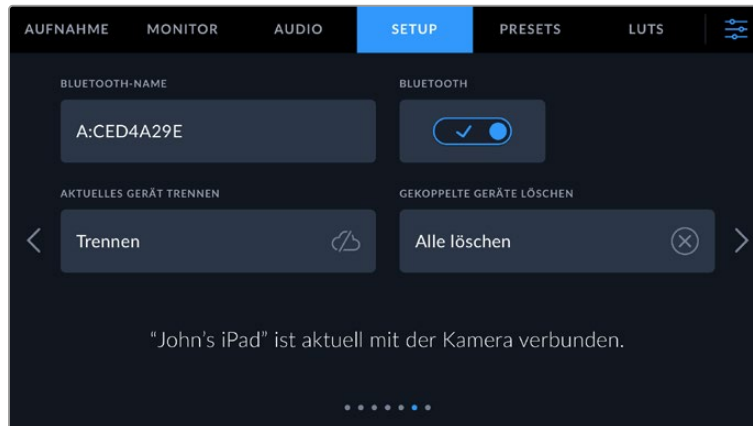 AUFNAHME MONITOR AUDIO SETUP PRESETS LUTS
BLUETOOTH-NAME BLUETOOTH
A:CED4A29E
AKTUELLES GERÄT TRENNEN GEKOPPELTE GERÄTE LÖSCHEN
Trennen Alle löschen
“John’s iPad” ist aktuell mit der Kamera verbunden.